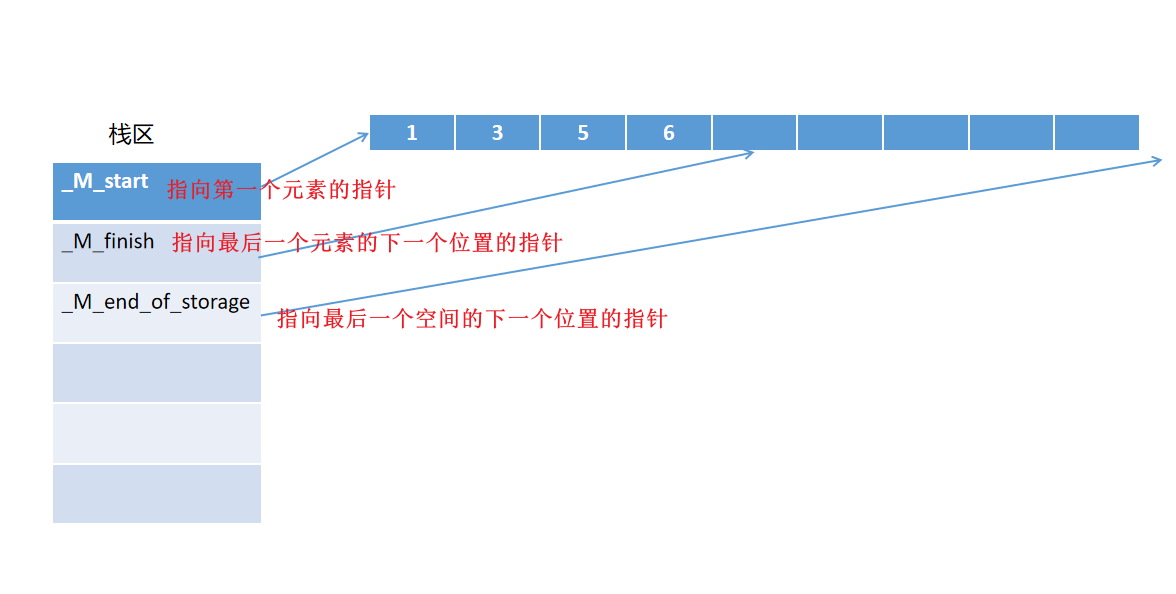 栈区
1 3 5 6
_M_start 指向第一个元素的指针
_M_finish 指向最后一个元素的下一个位置的指针
_M_end_of_storage
指向最后一个空间的下一个位置的指针